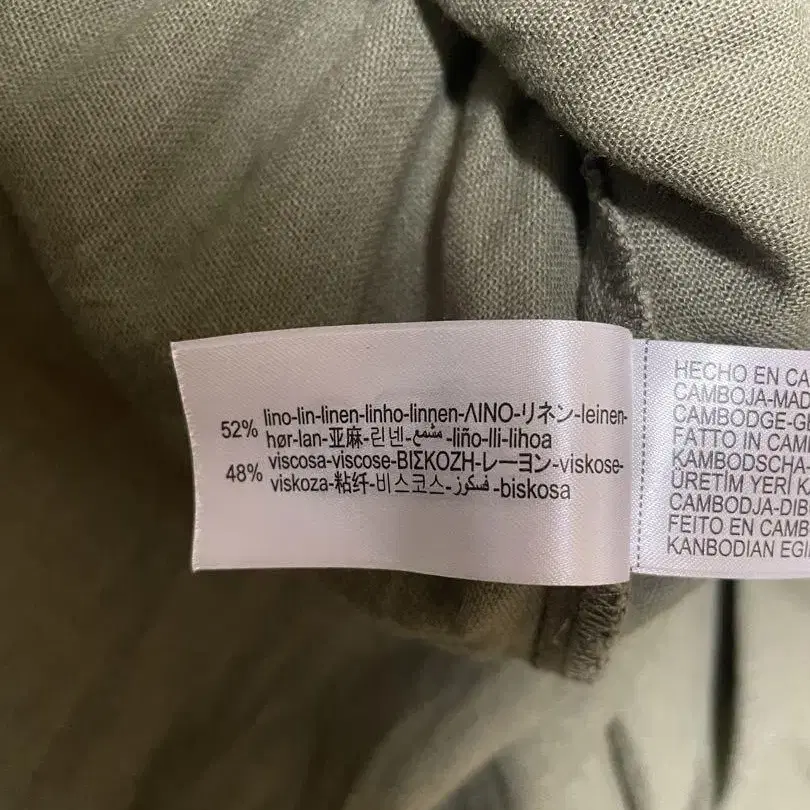 52% lino-lin-linen-linho-linnen-ΛΙΝΟ-リネン-leinen-
hør-lan-亚麻-린넨-مشمع-liño-lli-lihoa
48% viscosa-viscose-ΒΙΣΚΟΖΗ-レーヨン-viskose-
viskoza-粘纤-비스코스-فسكوز-biskosa
HECHO EN CA
CAMBOJA-MAD
CAMBODGE-GE
FATTO IN CAM
KAMBODSCHA-
ÜRETİM YERİ KA
CAMBODJA-DIB
FEITO EN CAMB
KANBODIAN EGI